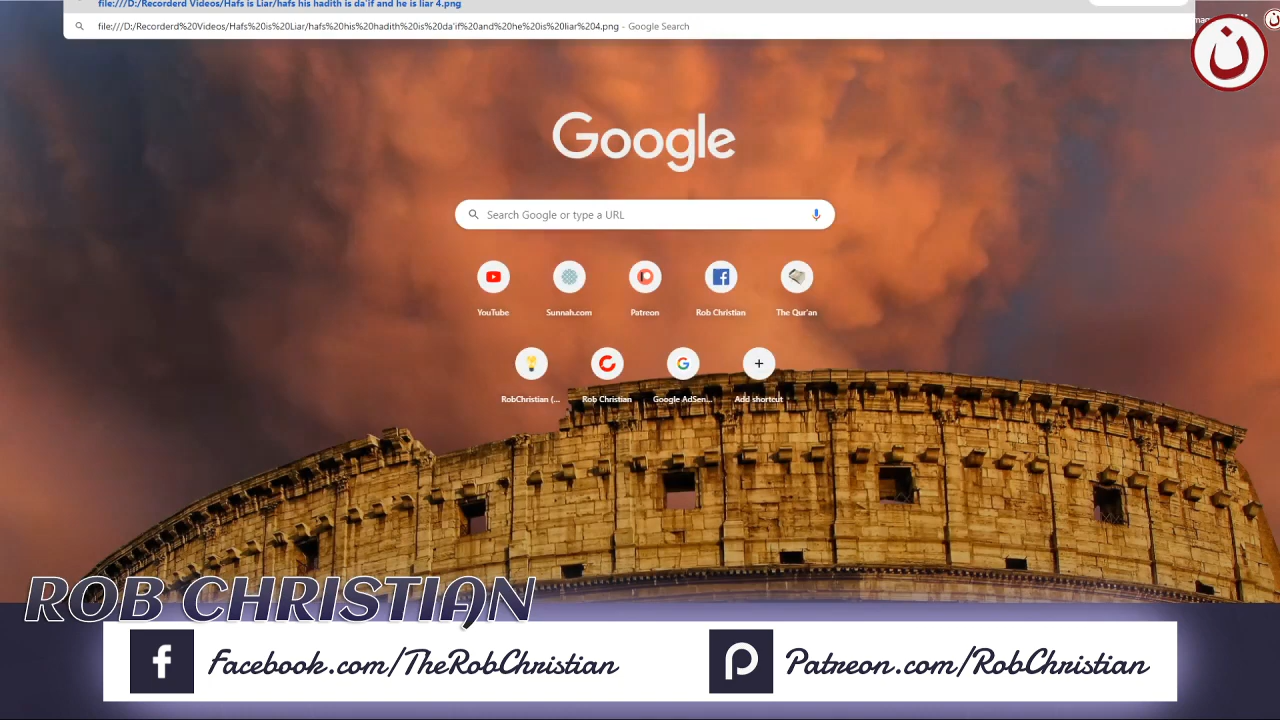 file:///D:/Recorderd Videos/Hafs is Liar/hafs his hadith is da'if and he is liar 4.png
file:///D:/Recorderd%20Videos/Hafs%20is%20Liar/hafs%20his%20hadith%20is%20da'if%20and%20he%20is%20liar%204.png - Google Search
ن
Google
Search Google or type a URL
YouTube
Sunnah.com
Patreon
Rob Christian
The Qur'an
RobChristian (...
Rob Christian
Google AdSen...
Add shortcut
ROB CHRISTIAN
Facebook.com/TheRobChristian
Patreon.com/RobChristian